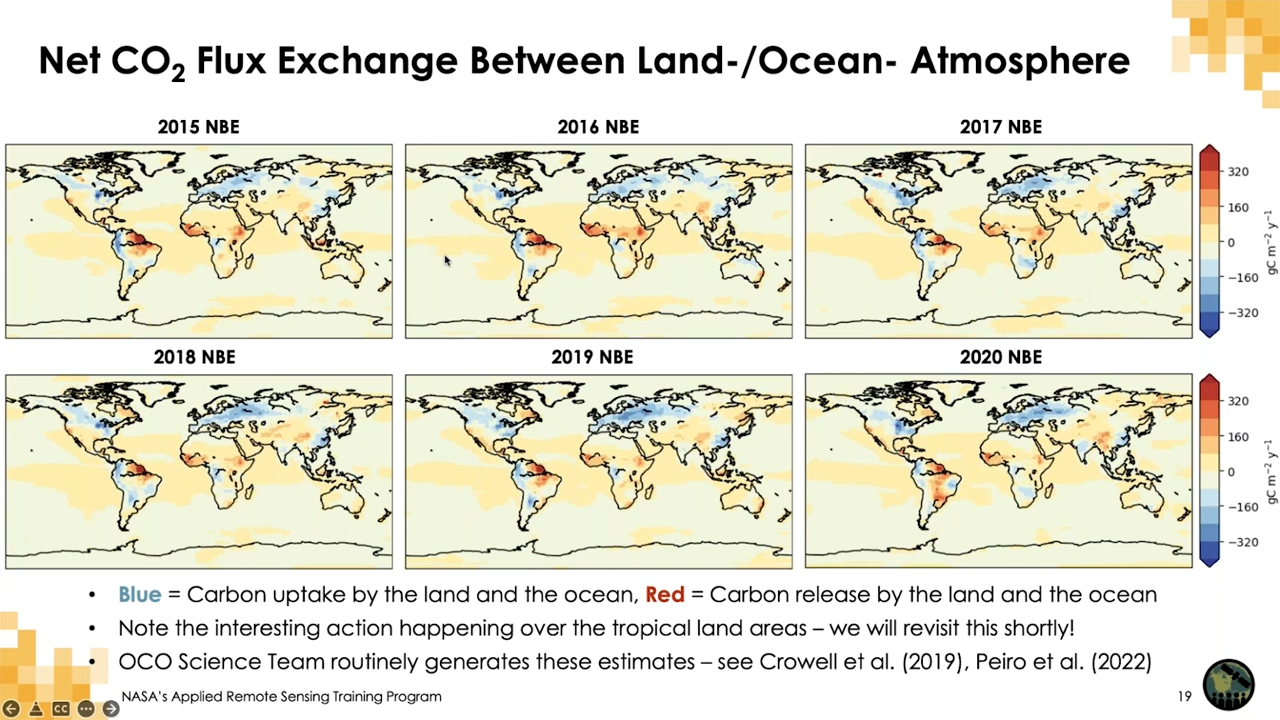 Net CO₂ Flux Exchange Between Land-/Ocean- Atmosphere
2015 NBE
2016 NBE
2017 NBE
320
160
0
−160
−320
gC m⁻² y⁻¹
2018 NBE
2019 NBE
2020 NBE
320
160
0
−160
−320
gC m⁻² y⁻¹
• Blue = Carbon uptake by the land and the ocean, Red = Carbon release by the land and the ocean
• Note the interesting action happening over the tropical land areas – we will revisit this shortly!
• OCO Science Team routinely generates these estimates – see Crowell et al. (2019), Peiro et al. (2022)
NASA's Applied Remote Sensing Training Program
19
CC